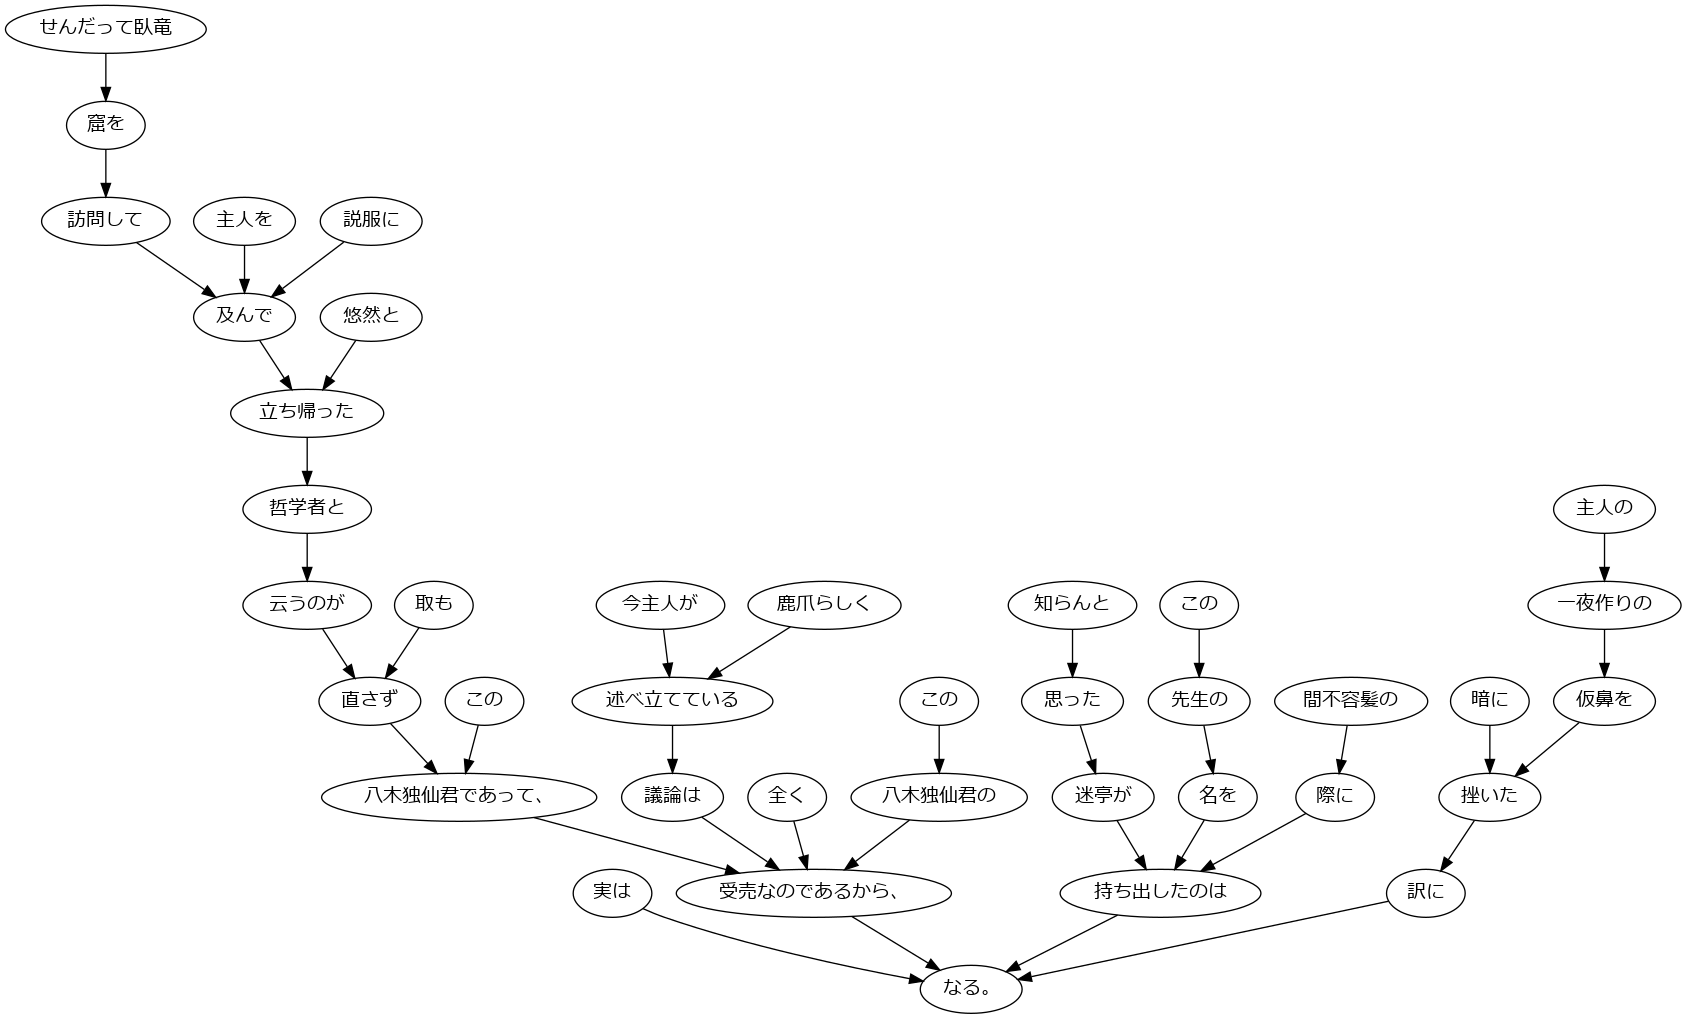 せんだって臥竜
窟を
訪問して
主人を
説服に
及んで
悠然と
立ち帰った
哲学者と
主人の
云うのが
取も
今主人が
鹿爪らしく
知らんと
この
一夜作りの
直さず
この
述べ立てている
この
思った
先生の
間不容髪の
暗に
仮鼻を
八木独仙君であって、
議論は
全く
八木独仙君の
迷亭が
名を
際に
挫いた
実は
受売なのであるから、
持ち出したのは
訳に
なる。